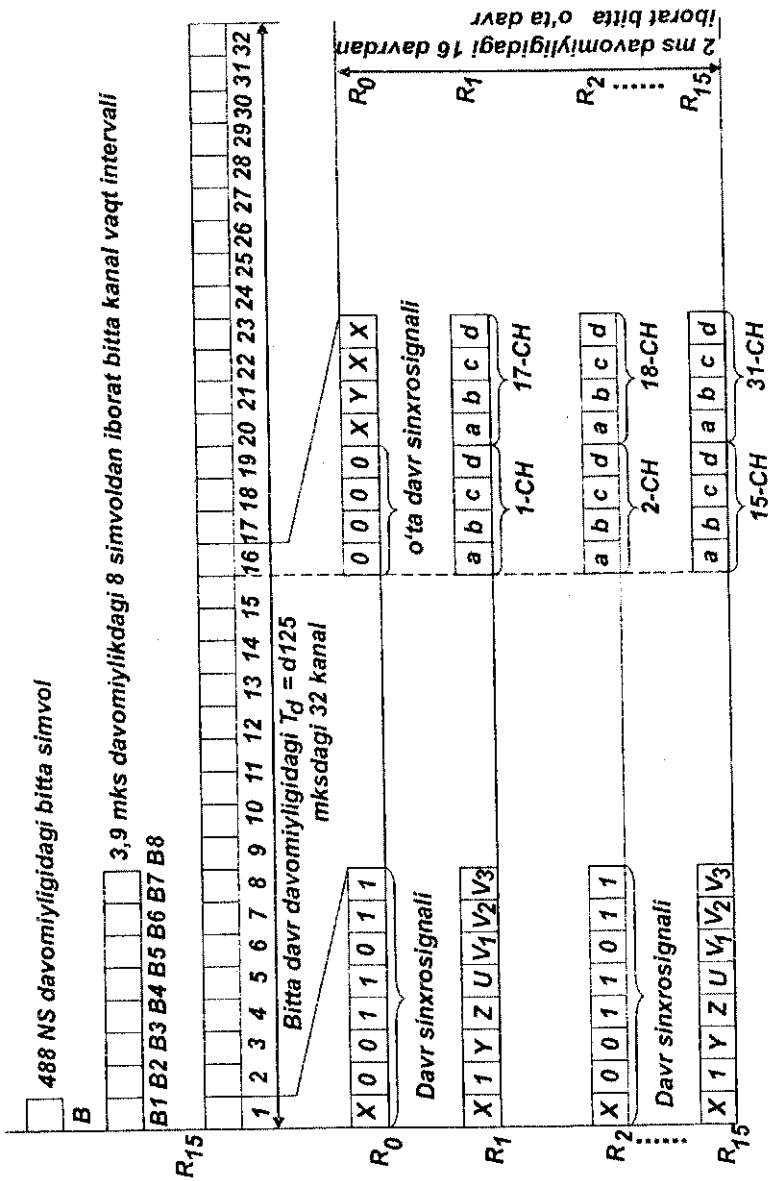 488 NS davomiyligidagi bitta simvol
B
3,9 mks davomiylikdagi 8 simvoldan iborat bitta kanal vaqt intervali
B1 B2 B3 B4 B5 B6 B7 B8
R15
1 2 3 4 5 6 7 8 9 10 11 12 13 14 15 16 17 18 19 20 21 22 23 24 25 26 27 28 29 30 31 32
Bitta davr davomiyligidagi Td = d125
mksdagi 32 kanal
R0
X 0 0 1 1 0 1 1
Davr sinxrosignali
0 0 0 0 X Y X X
o'ta davr sinxrosignali
R0
R1
X 1 Y Z U V1 V2 V3
a b c d a b c d
1-CH
17-CH
R1
R2 ......
X 0 0 1 1 0 1 1
Davr sinxrosignali
a b c d a b c d
2-CH
18-CH
R2 ......
R15
X 1 Y Z U V1 V2 V3
a b c d a b c d
15-CH
31-CH
R15
2 ms davomiyligidagi 16 davrdan
iborat bitta o'ta davr